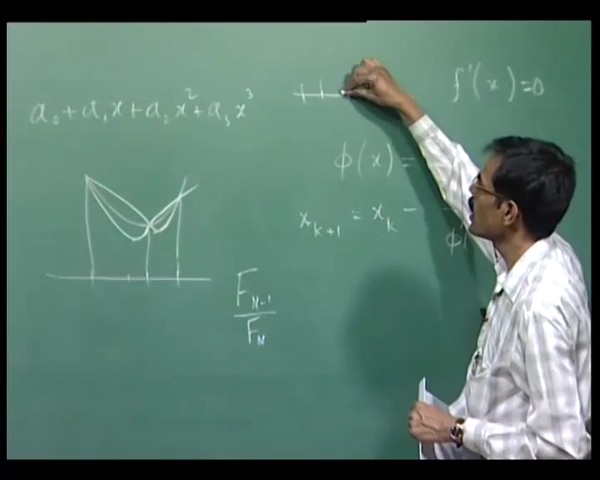 a₀+a₁x+a₂x²+a₃x³
f'(x)=0
ϕ(x)=
x_{k+1} = x_k - 
ϕ'
F_{N-1}
F_N